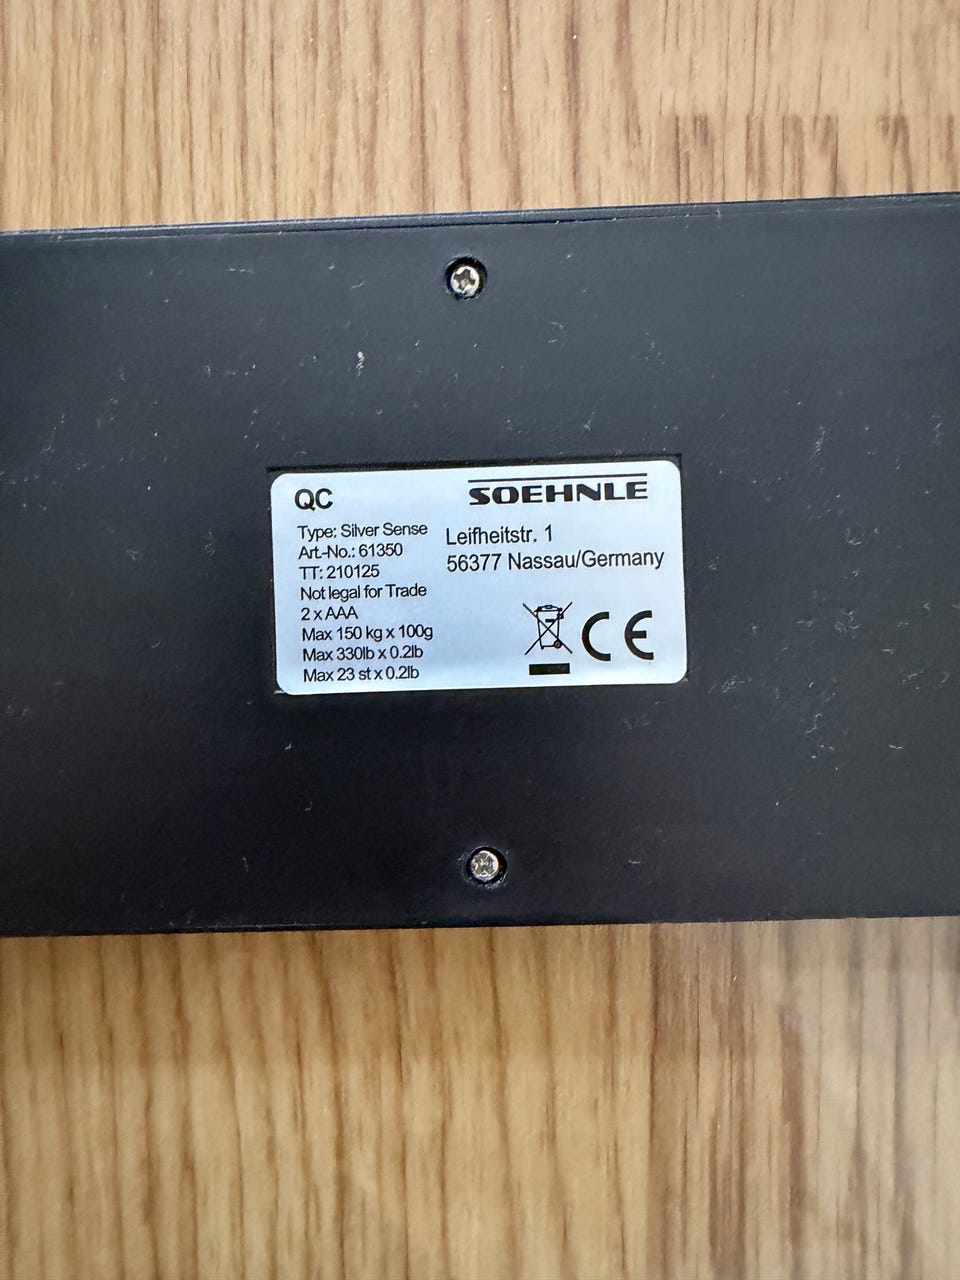 QC
Type: Silver Sense
Art.-No.: 61350
TT: 210125
Not legal for Trade
2 x AAA
Max 150 kg x 100g
Max 330lb x 0.2lb
Max 23 st x 0.2lb
SOEHNLE
Leifheitstr. 1
56377 Nassau/Germany
CE